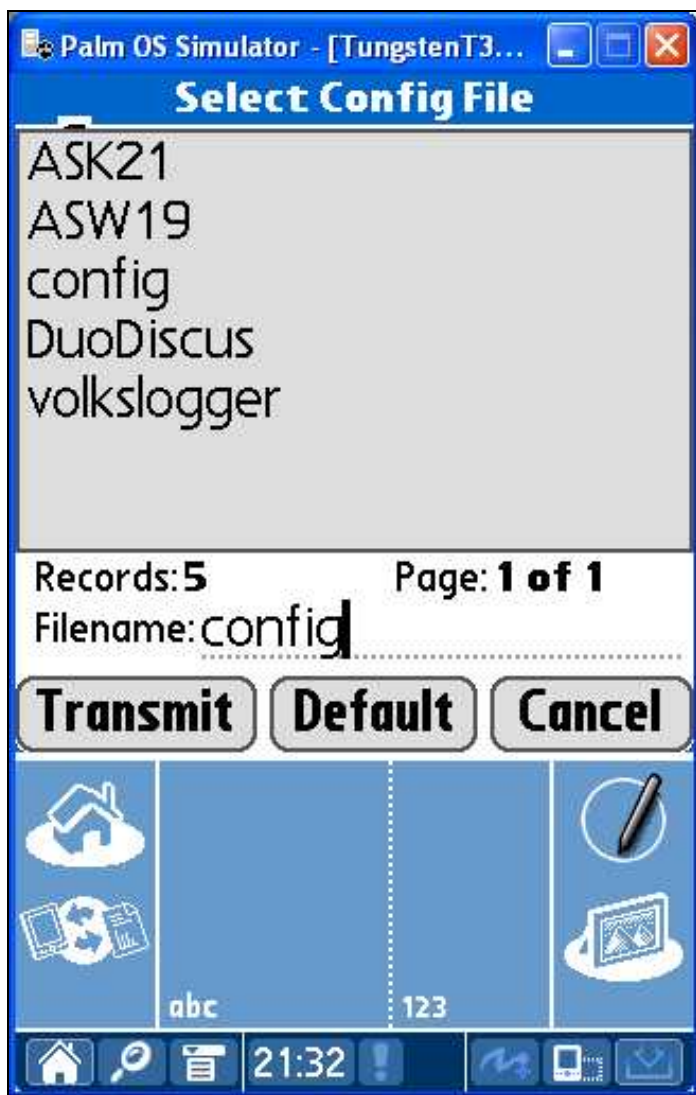 Palm OS Simulator - [TungstenT3...
Select Config File
ASK21
ASW19
config
DuoDiscus
volkslogger
Records: 5 Page: 1 of 1
Filename: config
Transmit Default Cancel
abc 123
21:32